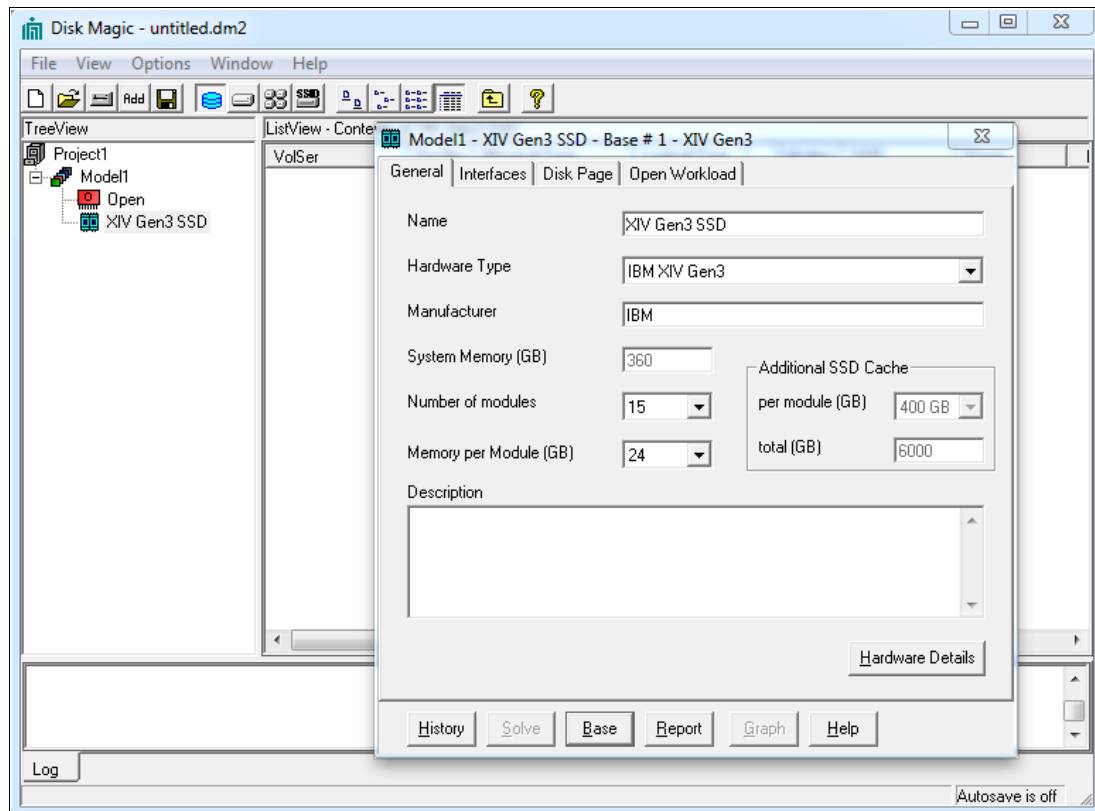 Disk Magic - untitled.dm2
File View Options Window Help
Add
SSD
TreeView
Project1
Model1
Open
XIV Gen3 SSD
ListView - Conte
VolSer
Model1 - XIV Gen3 SSD - Base # 1 - XIV Gen3
General Interfaces Disk Page Open Workload
Name XIV Gen3 SSD
Hardware Type IBM XIV Gen3
Manufacturer IBM
System Memory (GB) 360
Additional SSD Cache
Number of modules 15
per module (GB) 400 GB
Memory per Module (GB) 24
total (GB) 6000
Description
Hardware Details
History Solve Base Report Graph Help
Log
Autosave is off